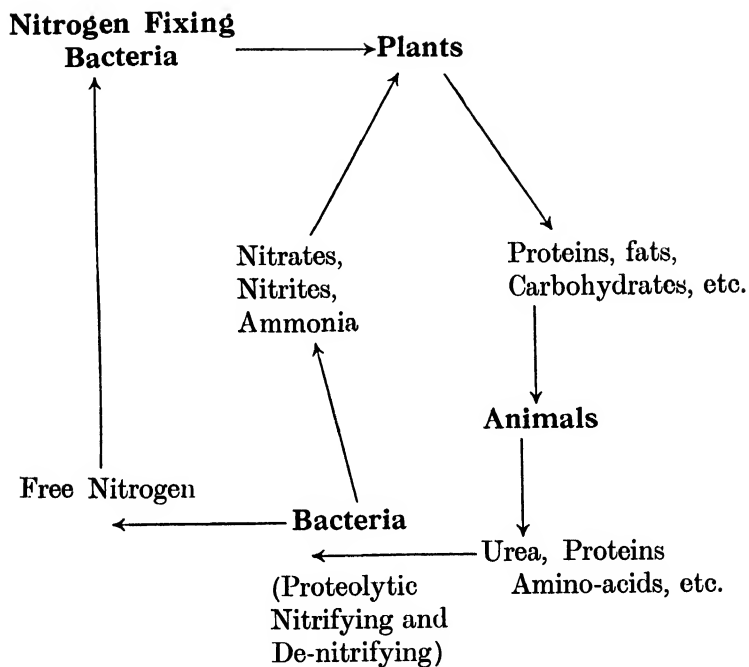 Nitrogen Fixing
Bacteria
Plants
Nitrates,
Nitrites,
Ammonia
Proteins, fats,
Carbohydrates, etc.
Animals
Free Nitrogen
Bacteria
Urea, Proteins
Amino-acids, etc.
(Proteolytic
Nitrifying and
De-nitrifying)